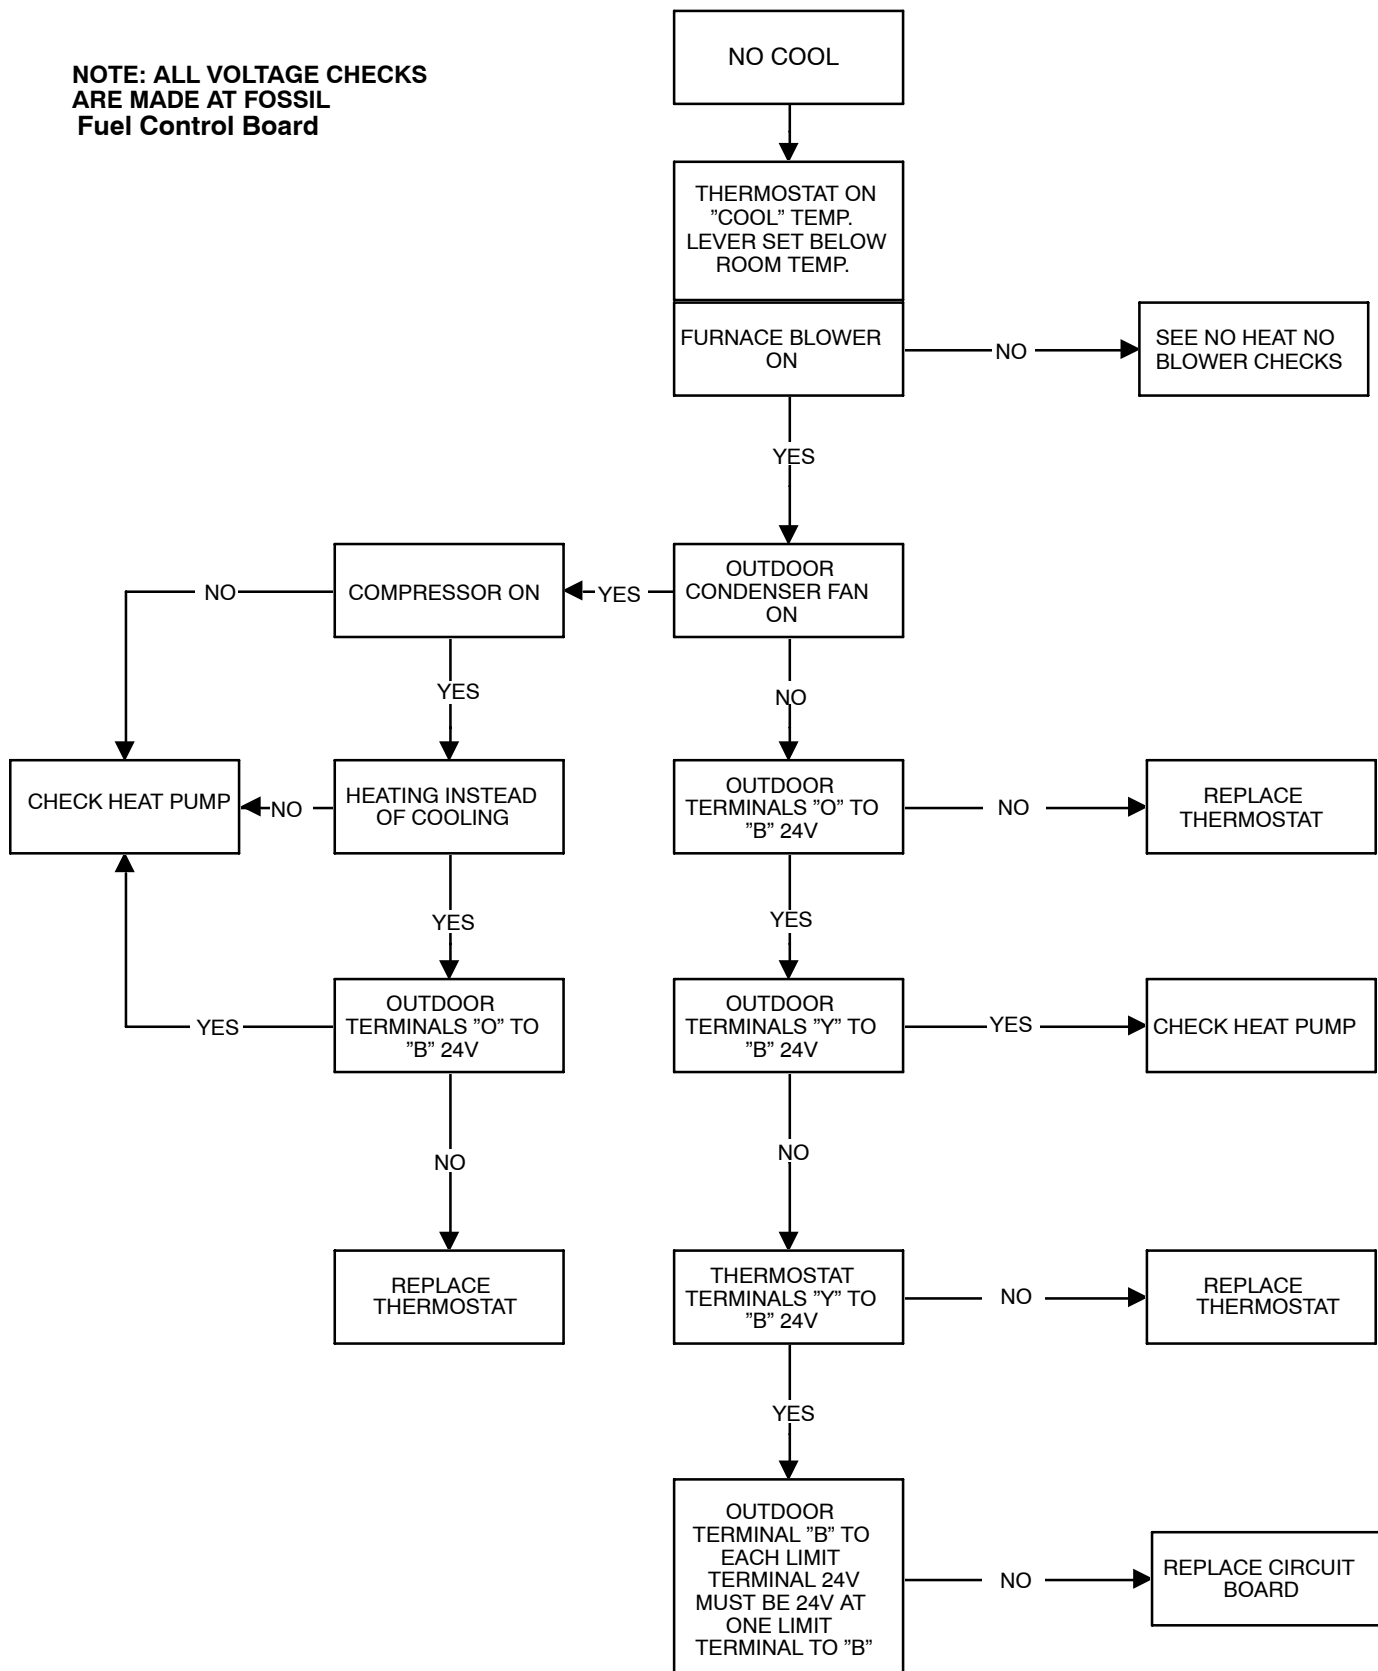 NOTE: ALL VOLTAGE CHECKS
ARE MADE AT FOSSIL
Fuel Control Board
NO COOL
THERMOSTAT ON
”COOL” TEMP.
LEVER SET BELOW
ROOM TEMP.
FURNACE BLOWER
ON
NO
SEE NO HEAT NO
BLOWER CHECKS
YES
OUTDOOR
CONDENSER FAN
ON
YES
COMPRESSOR ON
NO
YES
NO
CHECK HEAT PUMP
NO
HEATING INSTEAD
OF COOLING
OUTDOOR
TERMINALS ”O” TO
”B” 24V
NO
REPLACE
THERMOSTAT
YES
YES
OUTDOOR
TERMINALS ”O” TO
”B” 24V
YES
OUTDOOR
TERMINALS ”Y” TO
”B” 24V
YES
CHECK HEAT PUMP
NO
NO
REPLACE
THERMOSTAT
THERMOSTAT
TERMINALS ”Y” TO
”B” 24V
NO
REPLACE
THERMOSTAT
YES
OUTDOOR
TERMINAL ”B” TO
EACH LIMIT
TERMINAL 24V
MUST BE 24V AT
ONE LIMIT
TERMINAL TO ”B”
NO
REPLACE CIRCUIT
BOARD